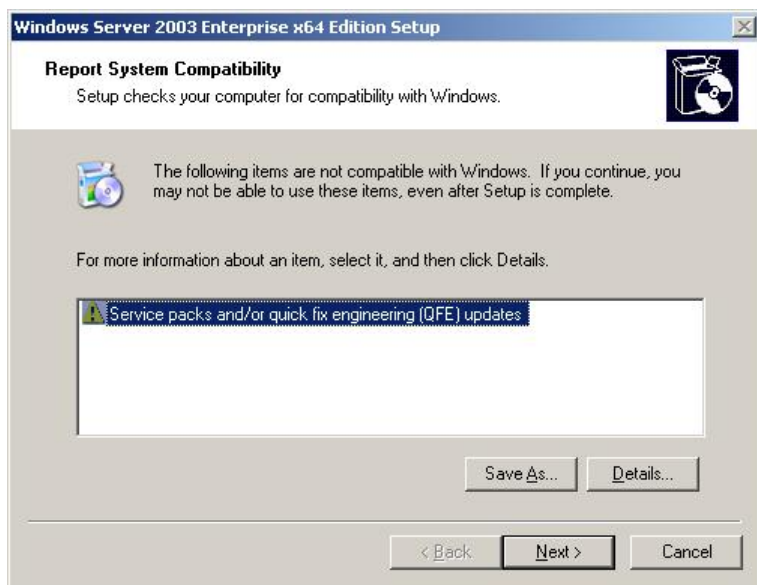 Windows Server 2003 Enterprise x64 Edition Setup
Report System Compatibility
Setup checks your computer for compatibility with Windows.
The following items are not compatible with Windows. If you continue, you
may not be able to use these items, even after Setup is complete.
For more information about an item, select it, and then click Details.
Service packs and/or quick fix engineering (QFE) updates
Save As...
Details...
< Back
Next >
Cancel